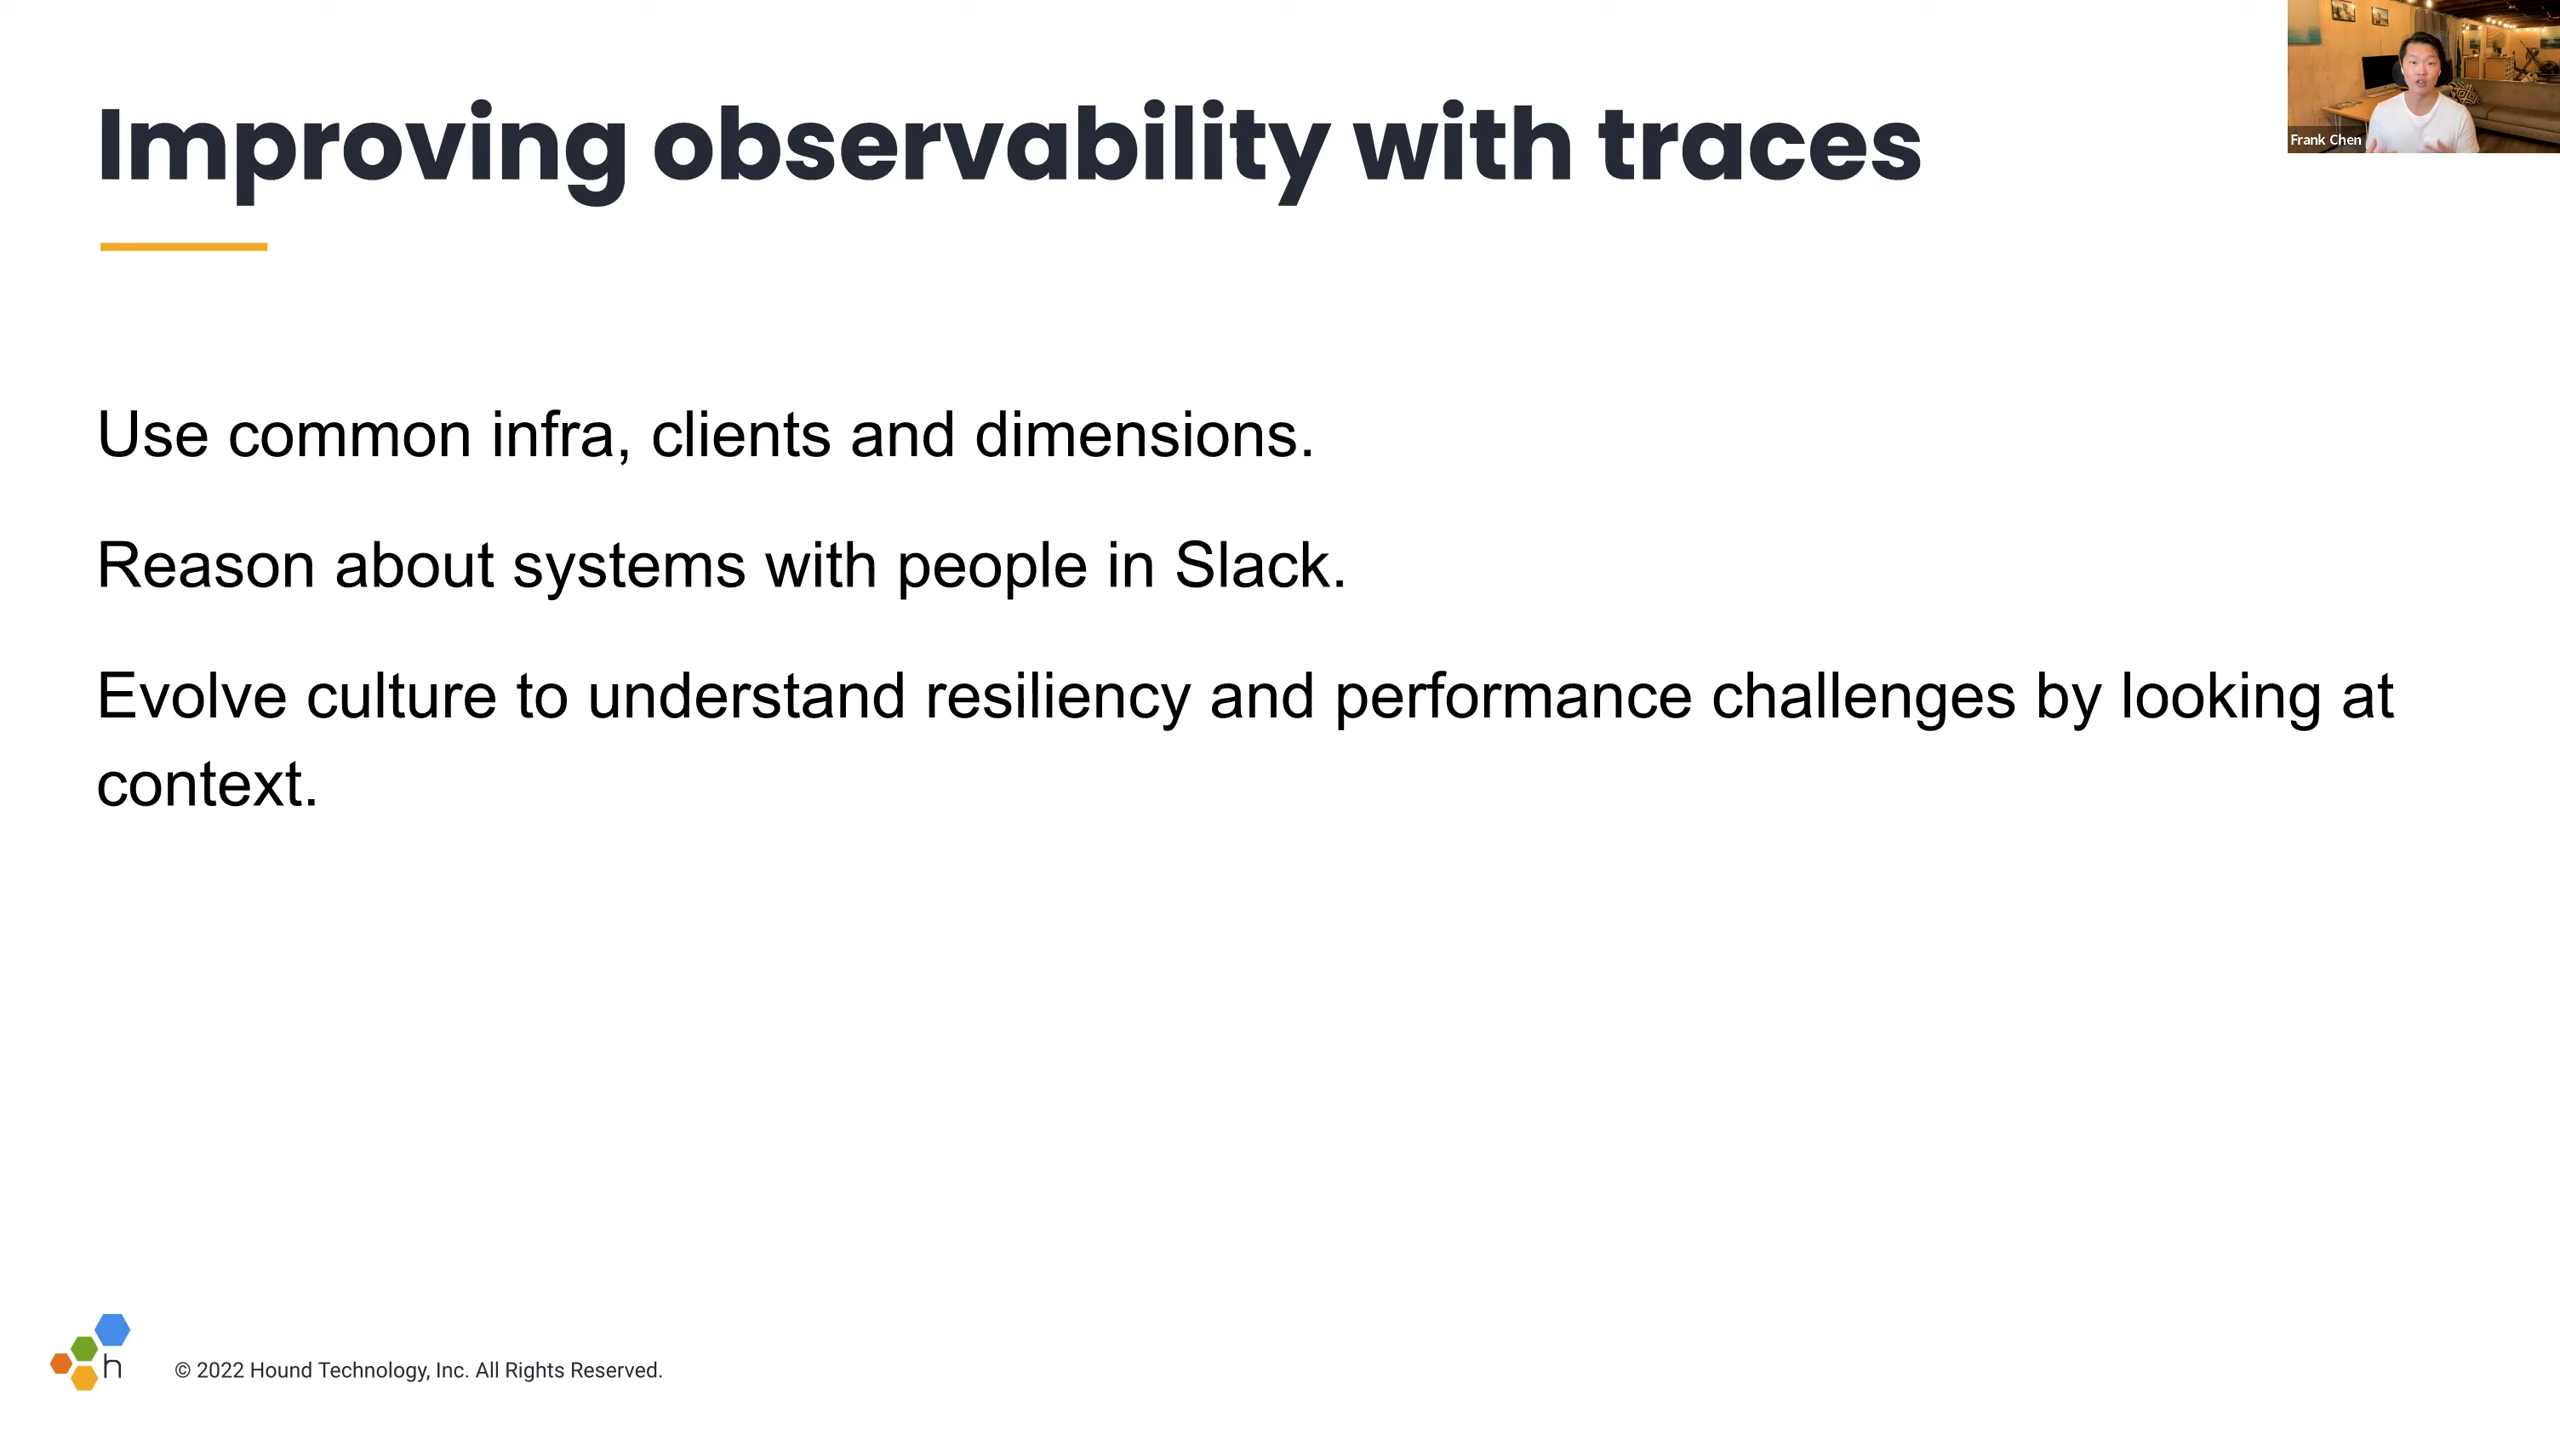 Improving observability with traces
Frank Chen
Use common infra, clients and dimensions.
Reason about systems with people in Slack.
Evolve culture to understand resiliency and performance challenges by looking at
context.
h
© 2022 Hound Technology, Inc. All Rights Reserved.